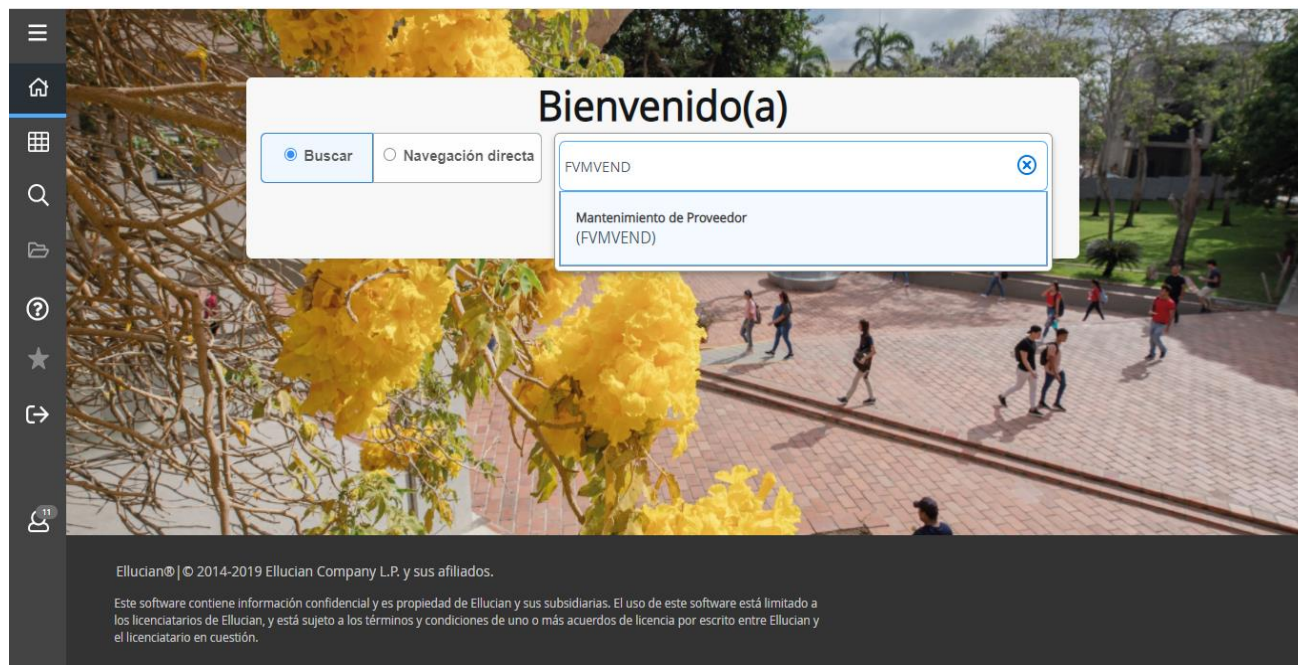 Bienvenido(a)
Buscar
Navegación directa
FVMVEND
Mantenimiento de Proveedor
(FVMVEND)
11
Ellucian®|© 2014-2019 Ellucian Company L.P. y sus afiliados.
Este software contiene información confidencial y es propiedad de Ellucian y sus subsidiarias. El uso de este software está limitado a
los licenciatarios de Ellucian, y está sujeto a los términos y condiciones de uno o más acuerdos de licencia por escrito entre Ellucian y
el licenciatario en cuestión.